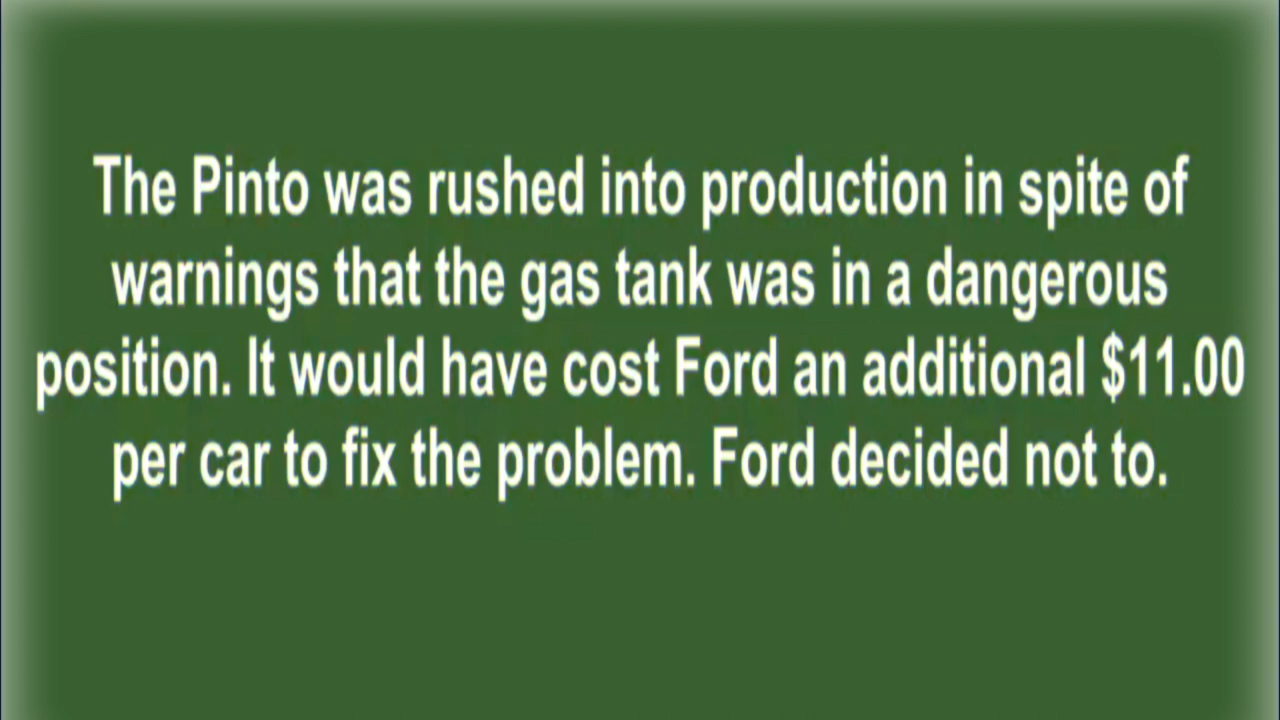 The Pinto was rushed into production in spite of
warnings that the gas tank was in a dangerous
position. It would have cost Ford an additional $11.00
per car to fix the problem. Ford decided not to.